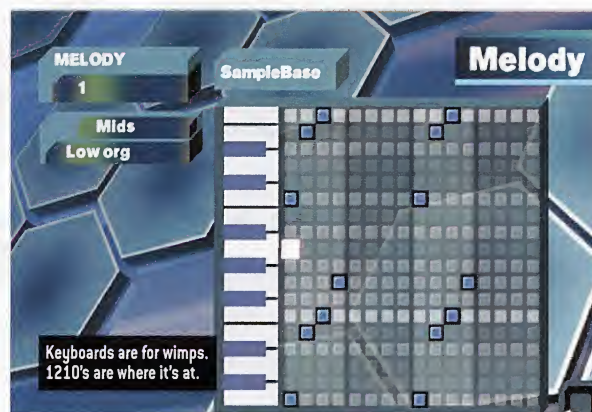 MELODY
1
SampleBase
Melody
Mids
Low org
Keyboards are for wimps.
1210's are where it's at.